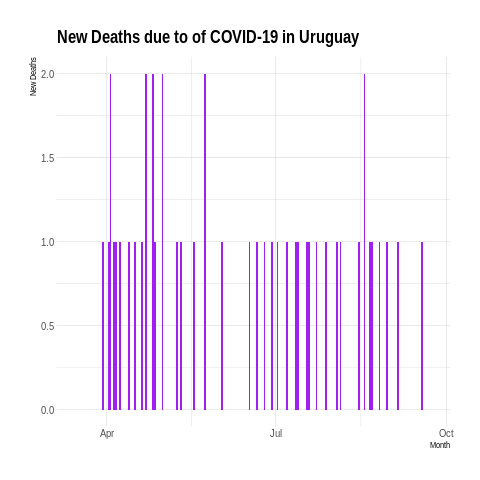 New Deaths due to of COVID-19 in Uruguay
New Deaths
2.0
1.5
1.0
0.5
0.0
Apr
Jul
Oct
Month